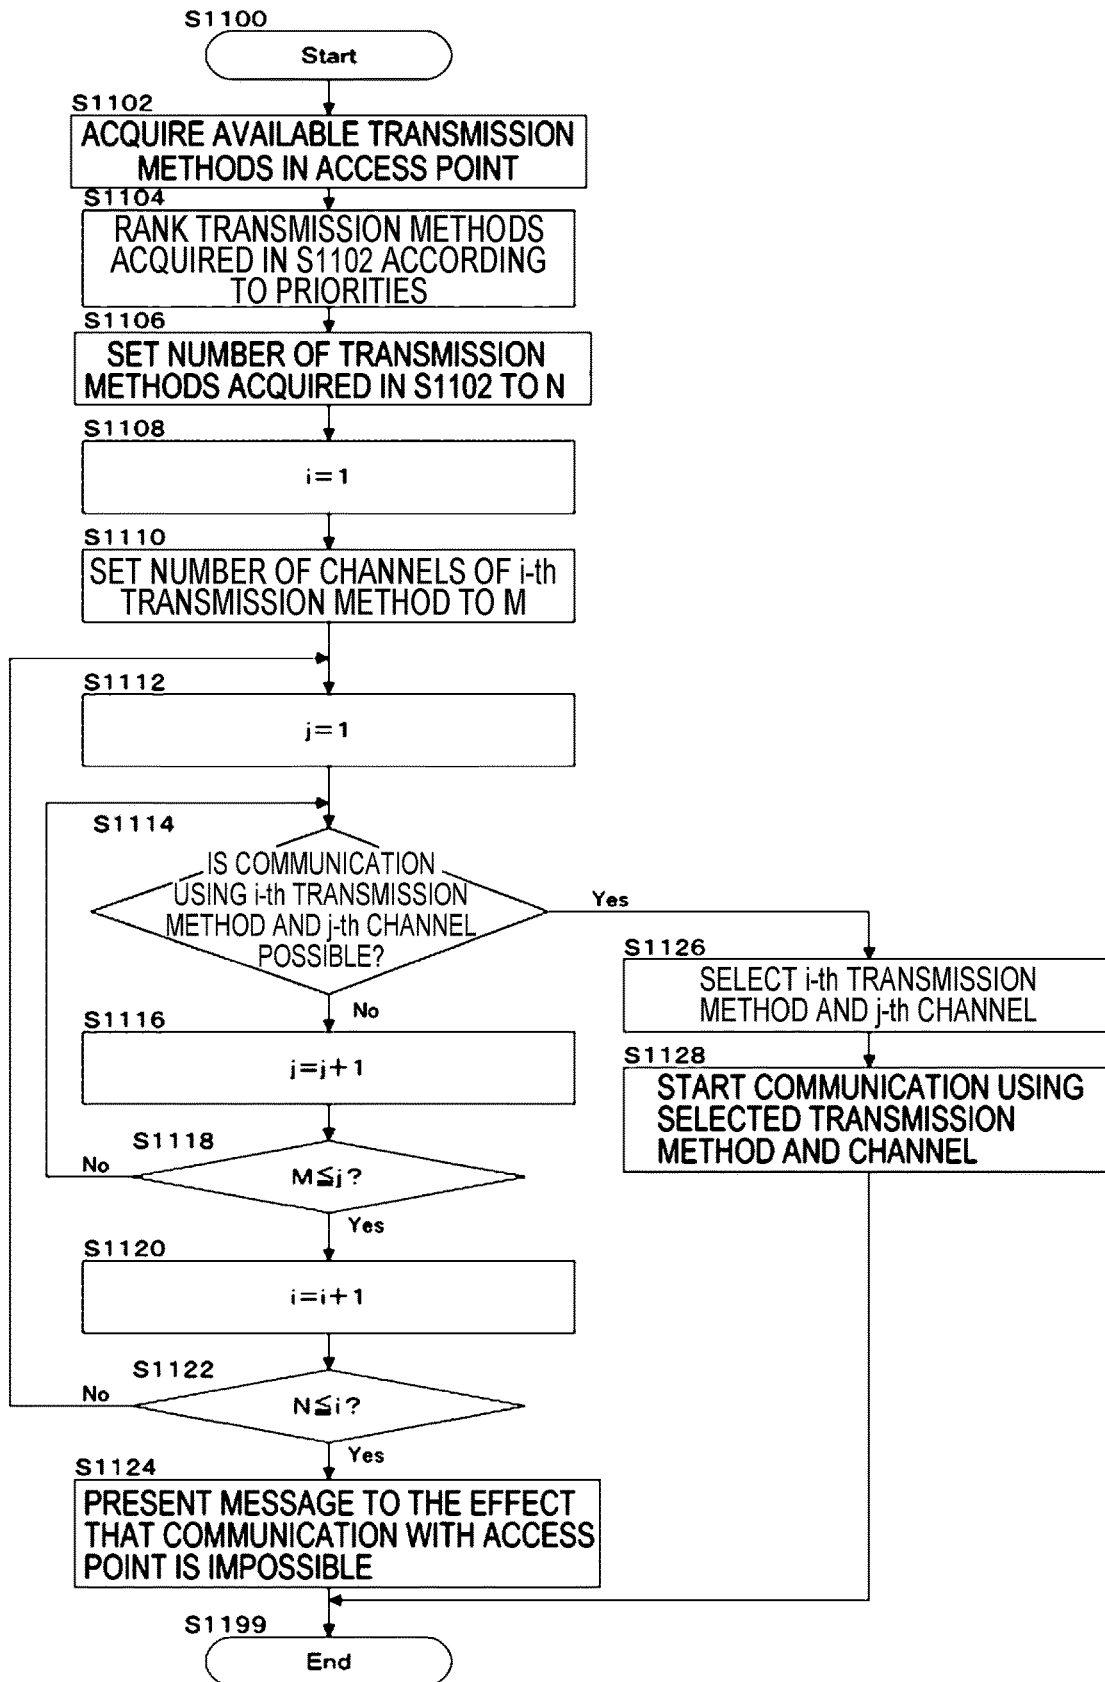 S1100
Start
S1102
ACQUIRE AVAILABLE TRANSMISSION
METHODS IN ACCESS POINT
S1104
RANK TRANSMISSION METHODS
ACQUIRED IN S1102 ACCORDING
TO PRIORITIES
S1106
SET NUMBER OF TRANSMISSION
METHODS ACQUIRED IN S1102 TO N
S1108
i=1
S1110
SET NUMBER OF CHANNELS OF i-th
TRANSMISSION METHOD TO M
S1112
j=1
S1114
IS COMMUNICATION
USING i-th TRANSMISSION
METHOD AND j-th CHANNEL
POSSIBLE?
Yes
No
S1126
SELECT i-th TRANSMISSION
METHOD AND j-th CHANNEL
S1128
START COMMUNICATION USING
SELECTED TRANSMISSION
METHOD AND CHANNEL
S1116
j=j+1
S1118
No
M≦j?
Yes
S1120
i=i+1
S1122
No
N≦i?
Yes
S1124
PRESENT MESSAGE TO THE EFFECT
THAT COMMUNICATION WITH ACCESS
POINT IS IMPOSSIBLE
S1199
End